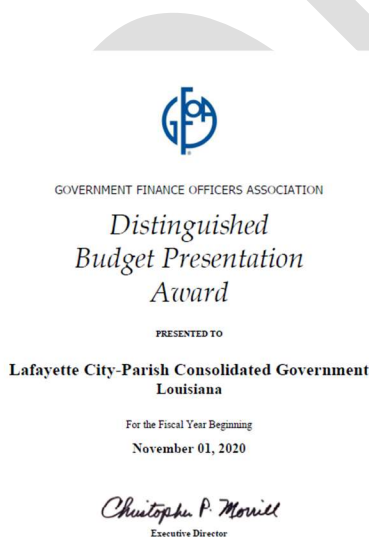 GFOA
GOVERNMENT FINANCE OFFICERS ASSOCIATION
Distinguished
Budget Presentation
Award
PRESENTED TO
Lafayette City-Parish Consolidated Government
Louisiana
For the Fiscal Year Beginning
November 01, 2020
Christopher P. Morrill
Executive Director